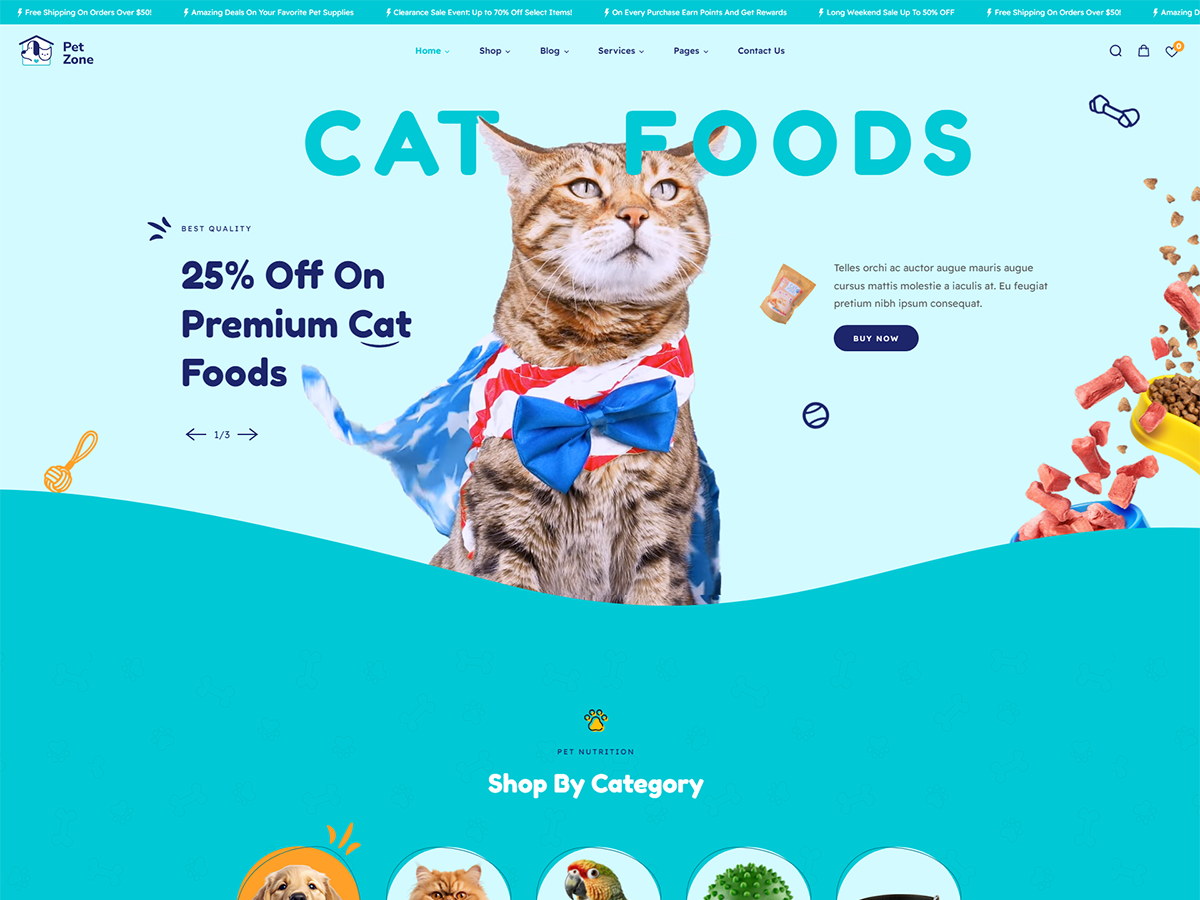 Free Shipping On Orders Over $50! Amazing Deals On Your Favorite Pet Supplies Clearance Sale Event: Up to 70% Off Select Items! On Every Purchase Earn Points And Get Rewards Long Weekend Sale Up To 50% OFF Free Shipping On Orders Over $50! Amazing D
Pet
Zone
Home Shop Blog Services Pages Contact Us
0
CAT FOODS
BEST QUALITY
25% Off On
Premium Cat
Foods
1/3
Telles orchi ac auctor augue mauris augue
cursus mattis molestie a iaculis at. Eu feugiat
pretium nibh ipsum consequat.
BUY NOW
PET NUTRITION
Shop By Category